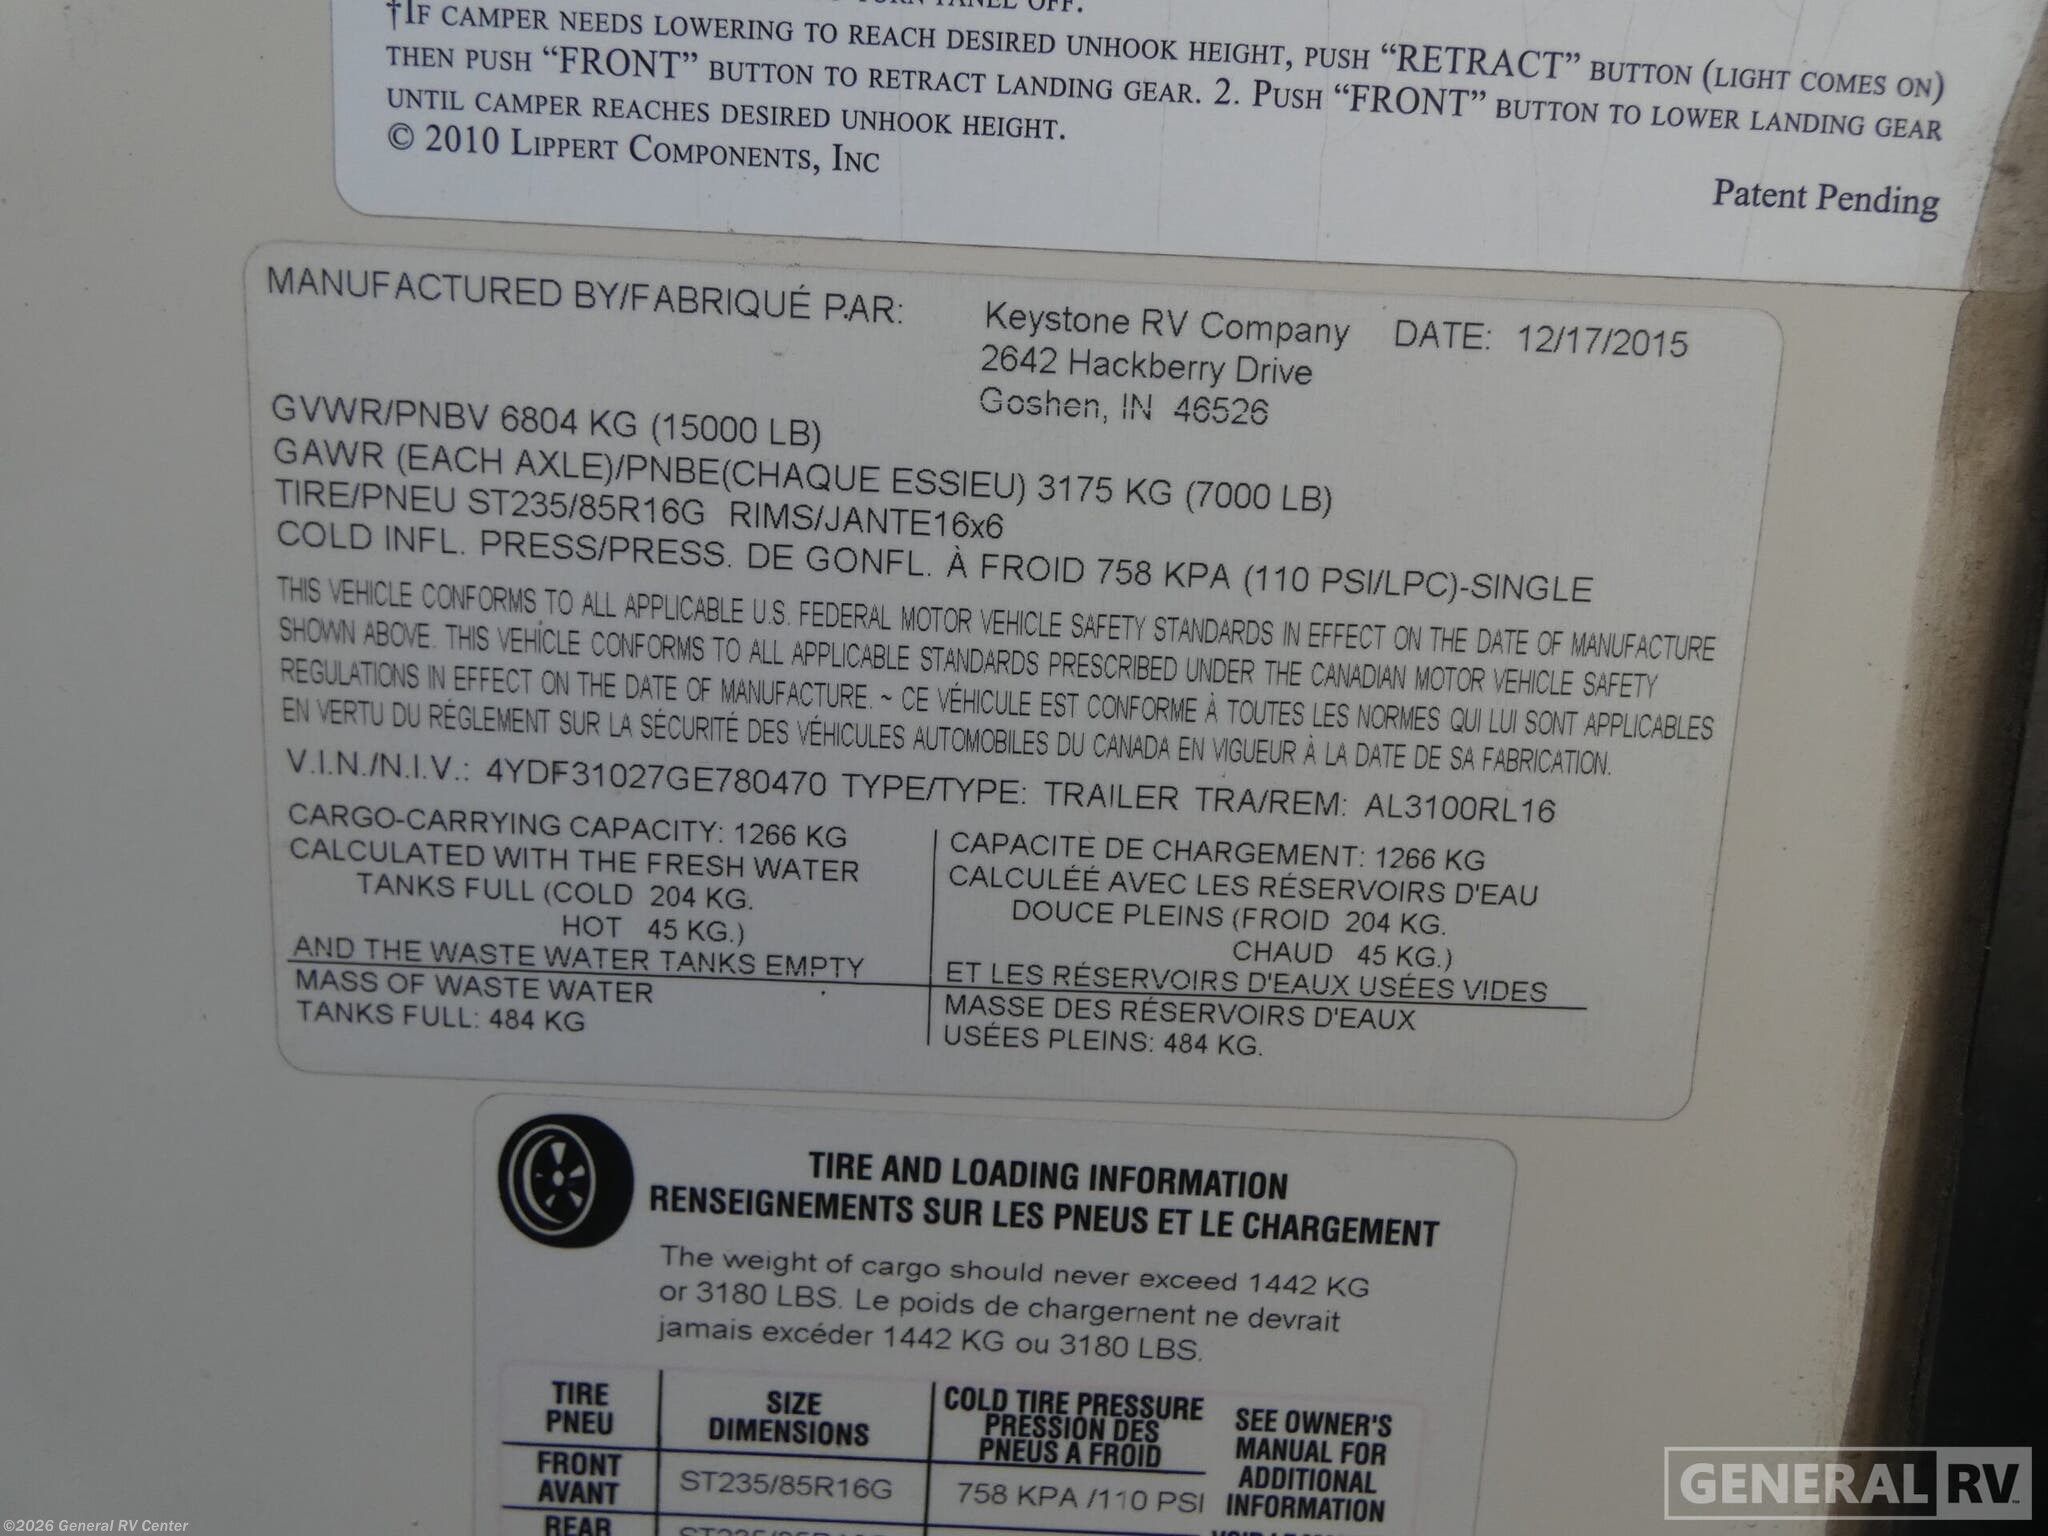 TURN PANEL OFF.
†IF CAMPER NEEDS LOWERING TO REACH DESIRED UNHOOK HEIGHT, PUSH “RETRACT” BUTTON (LIGHT COMES ON)
THEN PUSH “FRONT” BUTTON TO RETRACT LANDING GEAR. 2. PUSH “FRONT” BUTTON TO LOWER LANDING GEAR
UNTIL CAMPER REACHES DESIRED UNHOOK HEIGHT.
© 2010 LIPPERT COMPONENTS, INC
Patent Pending
MANUFACTURED BY/FABRIQUÉ PAR: Keystone RV Company DATE: 12/17/2015
2642 Hackberry Drive
Goshen, IN 46526
GVWR/PNBV 6804 KG (15000 LB)
GAWR (EACH AXLE)/PNBE(CHAQUE ESSIEU) 3175 KG (7000 LB)
TIRE/PNEU ST235/85R16G RIMS/JANTE16x6
COLD INFL. PRESS/PRESS. DE GONFL. À FROID 758 KPA (110 PSI/LPC)-SINGLE
THIS VEHICLE CONFORMS TO ALL APPLICABLE U.S. FEDERAL MOTOR VEHICLE SAFETY STANDARDS IN EFFECT ON THE DATE OF MANUFACTURE
SHOWN ABOVE. THIS VEHICLE CONFORMS TO ALL APPLICABLE STANDARDS PRESCRIBED UNDER THE CANADIAN MOTOR VEHICLE SAFETY
REGULATIONS IN EFFECT ON THE DATE OF MANUFACTURE. ~ CE VÉHICULE EST CONFORME À TOUTES LES NORMES QUI LUI SONT APPLICABLES
EN VERTU DU RÉGLEMENT SUR LA SÉCURITÉ DES VÉHICULES AUTOMOBILES DU CANADA EN VIGUEUR À LA DATE DE SA FABRICATION.
V.I.N./N.I.V.: 4YDF31027GE780470 TYPE/TYPE: TRAILER TRA/REM: AL3100RL16
CARGO-CARRYING CAPACITY: 1266 KG
CALCULATED WITH THE FRESH WATER
TANKS FULL (COLD 204 KG.
HOT 45 KG.)
AND THE WASTE WATER TANKS EMPTY
MASS OF WASTE WATER
TANKS FULL: 484 KG
CAPACITE DE CHARGEMENT: 1266 KG
CALCULÉÉ AVEC LES RÉSERVOIRS D'EAU
DOUCE PLEINS (FROID 204 KG.
CHAUD 45 KG.)
ET LES RÉSERVOIRS D'EAUX USÉES VIDES
MASSE DES RÉSERVOIRS D'EAUX
USÉES PLEINS: 484 KG.
TIRE AND LOADING INFORMATION
RENSEIGNEMENTS SUR LES PNEUS ET LE CHARGEMENT
The weight of cargo should never exceed 1442 KG
or 3180 LBS. Le poids de chargement ne devrait
jamais excéder 1442 KG ou 3180 LBS.
TIRE
PNEU
SIZE
DIMENSIONS
COLD TIRE PRESSURE
PRESSION DES
PNEUS A FROID
SEE OWNER'S
MANUAL FOR
ADDITIONAL
INFORMATION
FRONT
AVANT
ST235/85R16G
758 KPA /110 PSI
REAR
GENERAL RV
©2026 General RV Center